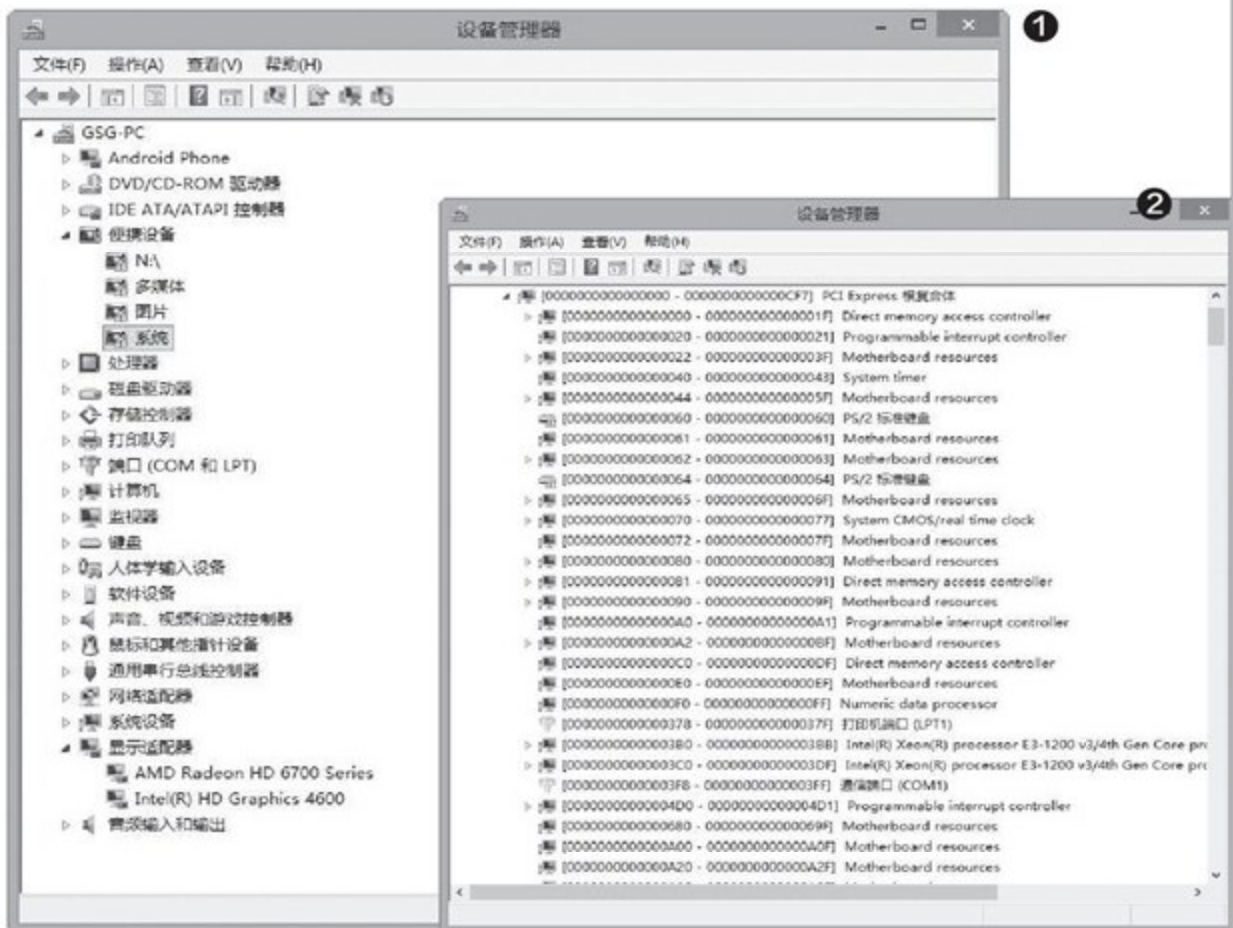 设备管理器
❶
文件(F) 操作(A) 查看(V) 帮助(H)
GSG-PC
Android Phone
DVD/CD-ROM 驱动器
IDE ATA/ATAPI 控制器
便携设备
N:\
多媒体
图片
系统
处理器
磁盘驱动器
存储控制器
打印队列
端口 (COM 和 LPT)
计算机
监视器
键盘
人体学输入设备
软件设备
声音、视频和游戏控制器
鼠标和其他指针设备
通用串行总线控制器
网络适配器
系统设备
显示适配器
AMD Radeon HD 6700 Series
Intel(R) HD Graphics 4600
音频输入和输出
设备管理器
❷
文件(F) 操作(A) 查看(V) 帮助(H)
[0000000000000000 - 0000000000000CF7] PCI Express 根复合体
[0000000000000000 - 000000000000001F] Direct memory access controller
[0000000000000020 - 0000000000000021] Programmable interrupt controller
[0000000000000022 - 000000000000003F] Motherboard resources
[0000000000000040 - 0000000000000043] System timer
[0000000000000044 - 000000000000005F] Motherboard resources
[0000000000000060 - 0000000000000060] PS/2 标准键盘
[0000000000000061 - 0000000000000061] Motherboard resources
[0000000000000062 - 0000000000000063] Motherboard resources
[0000000000000064 - 0000000000000064] PS/2 标准键盘
[0000000000000065 - 000000000000006F] Motherboard resources
[0000000000000070 - 0000000000000077] System CMOS/real time clock
[0000000000000072 - 000000000000007F] Motherboard resources
[0000000000000080 - 0000000000000080] Motherboard resources
[0000000000000081 - 0000000000000091] Direct memory access controller
[0000000000000090 - 000000000000009F] Motherboard resources
[00000000000000A0 - 00000000000000A1] Programmable interrupt controller
[00000000000000A2 - 00000000000000BF] Motherboard resources
[00000000000000C0 - 00000000000000DF] Direct memory access controller
[00000000000000E0 - 00000000000000EF] Motherboard resources
[00000000000000F0 - 00000000000000FF] Numeric data processor
[0000000000000378 - 000000000000037F] 打印机端口 (LPT1)
[00000000000003B0 - 00000000000003BB] Intel(R) Xeon(R) processor E3-1200 v3/4th Gen Core pro
[00000000000003C0 - 00000000000003DF] Intel(R) Xeon(R) processor E3-1200 v3/4th Gen Core pro
[00000000000003F8 - 00000000000003FF] 通信端口 (COM1)
[00000000000004D0 - 00000000000004D1] Programmable interrupt controller
[0000000000000680 - 000000000000069F] Motherboard resources
[0000000000000A00 - 0000000000000A0F] Motherboard resources
[0000000000000A20 - 0000000000000A2F] Motherboard resources